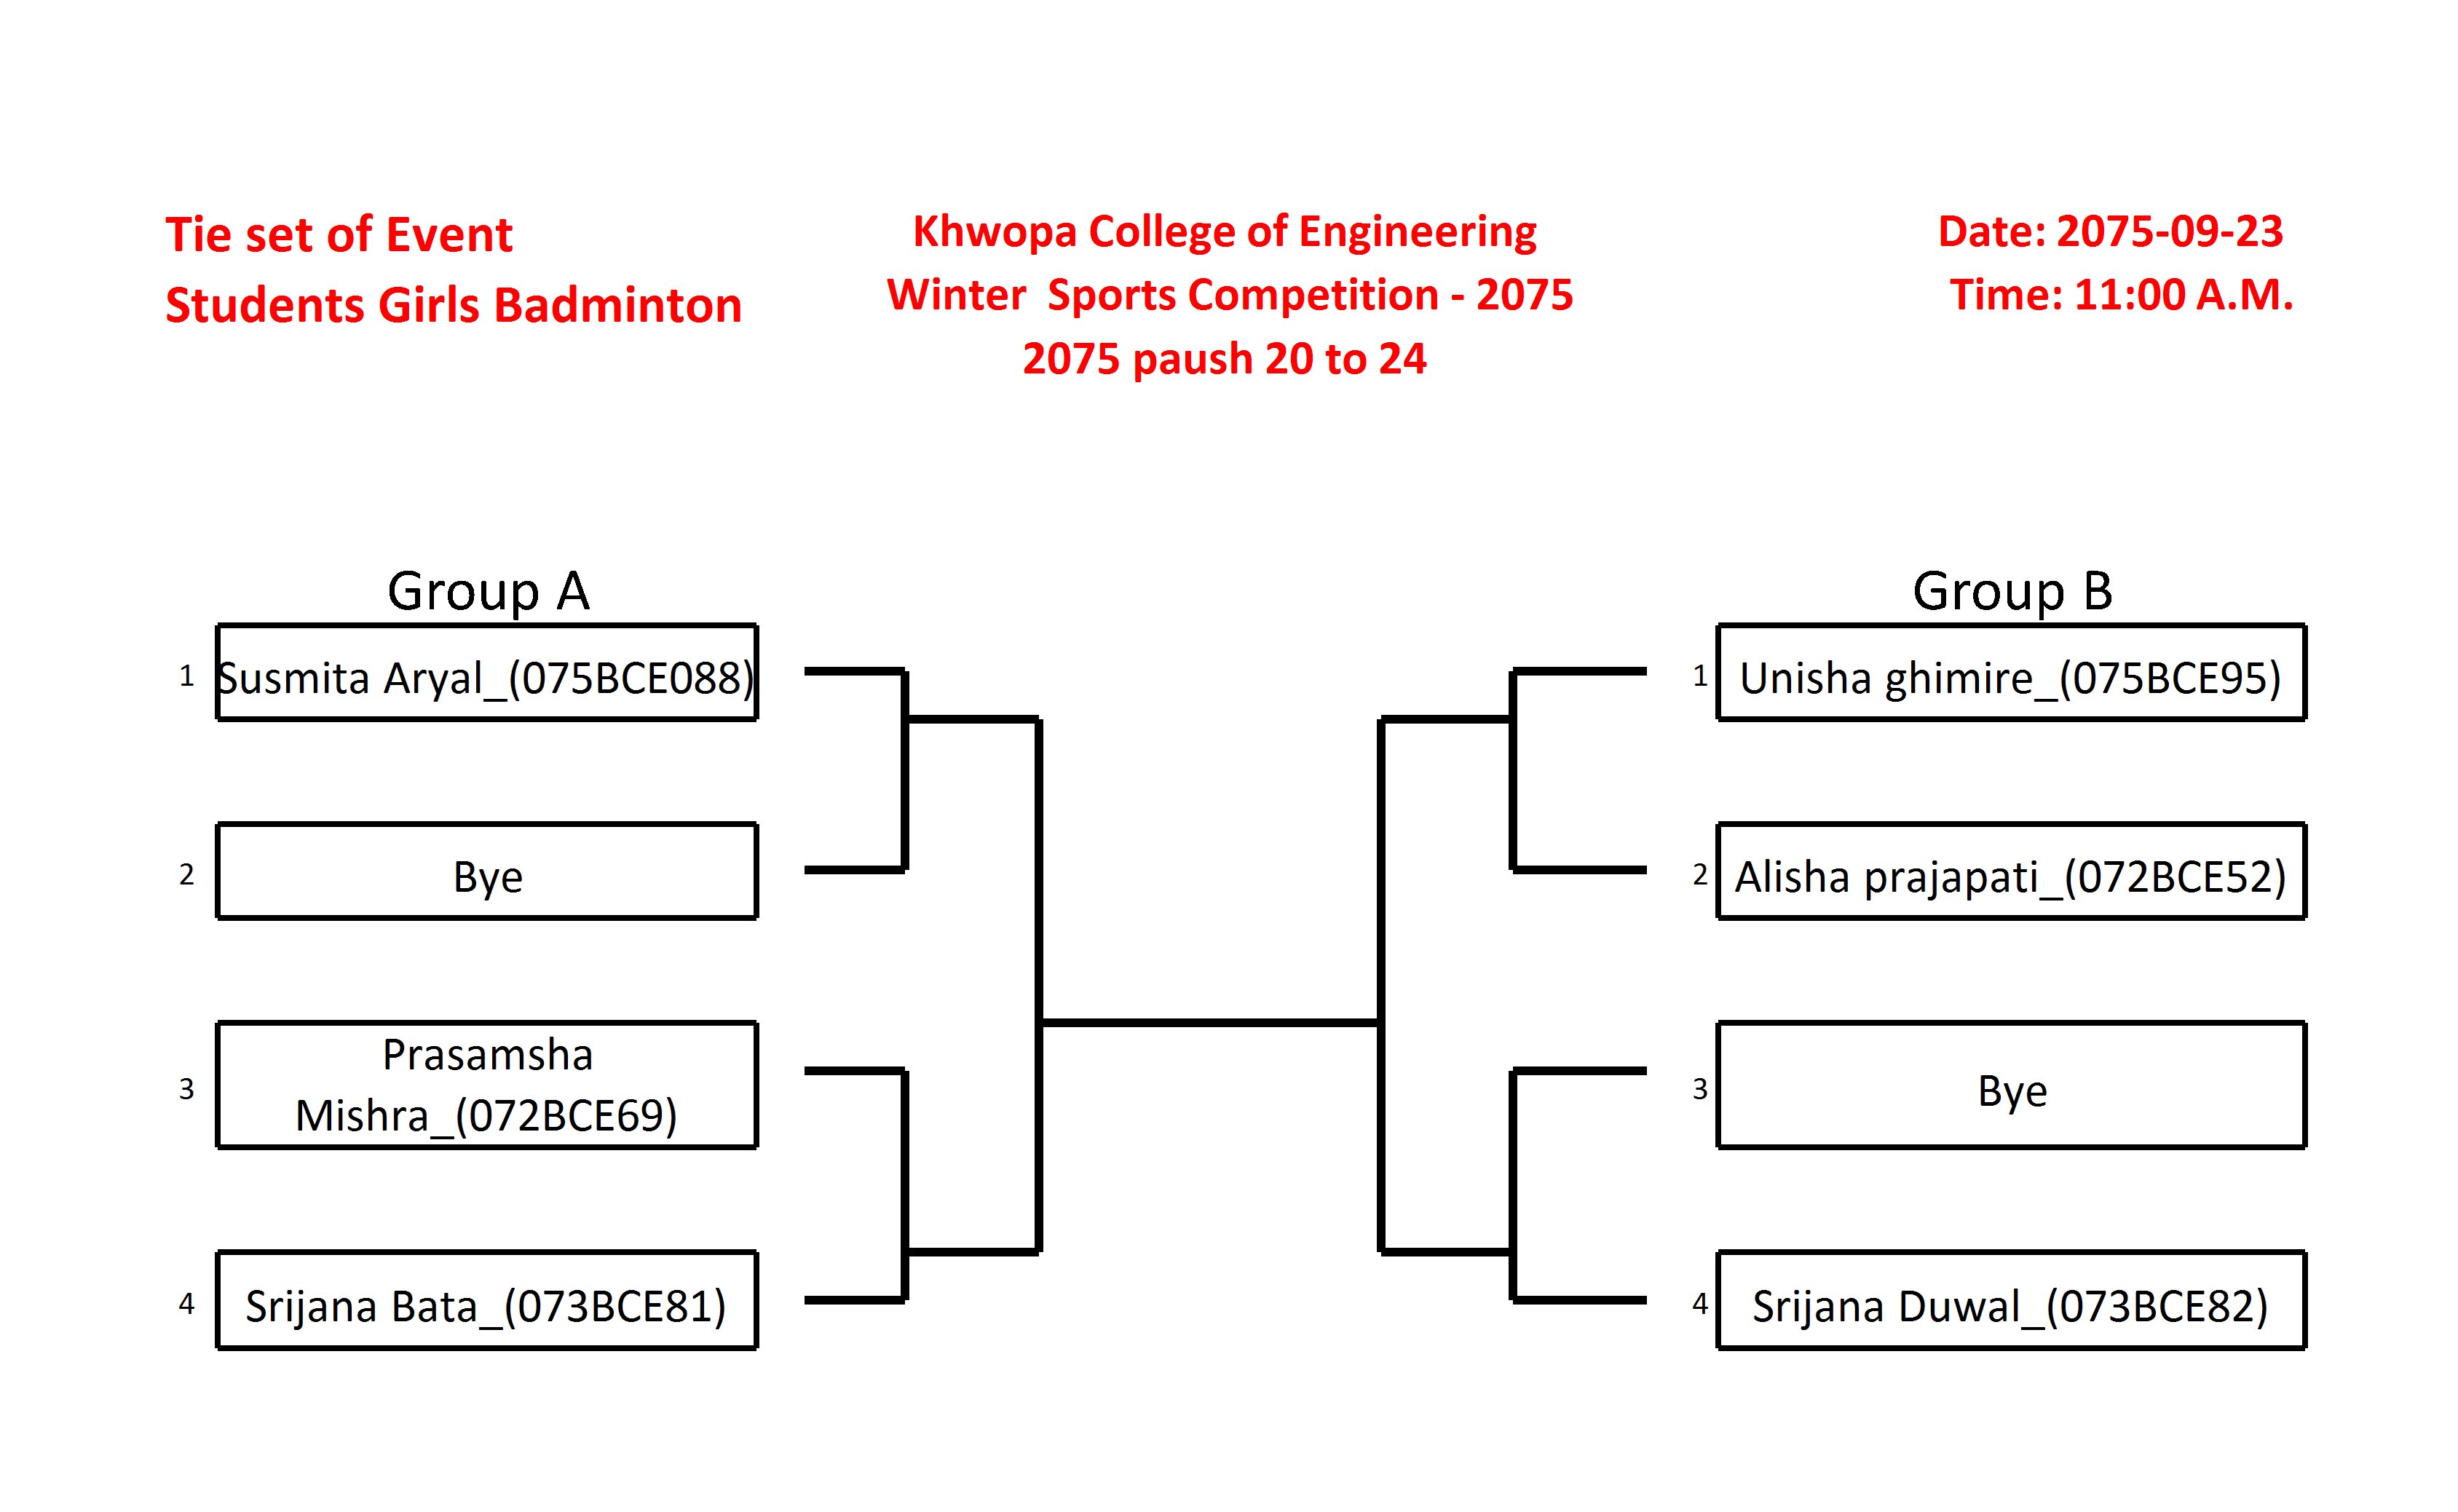 Tie set of Event
Students Girls Badminton
Khwopa College of Engineering
Winter  Sports Competition - 2075
2075 paush 20 to 24
Date: 2075-09-23
Time: 11:00 A.M.
Group A
1 Susmita Aryal_(075BCE088)
2 Bye
3 Prasamsha
Mishra_(072BCE69)
4 Srijana Bata_(073BCE81)
Group B
1 Unisha ghimire_(075BCE95)
2 Alisha prajapati_(072BCE52)
3 Bye
4 Srijana Duwal_(073BCE82)